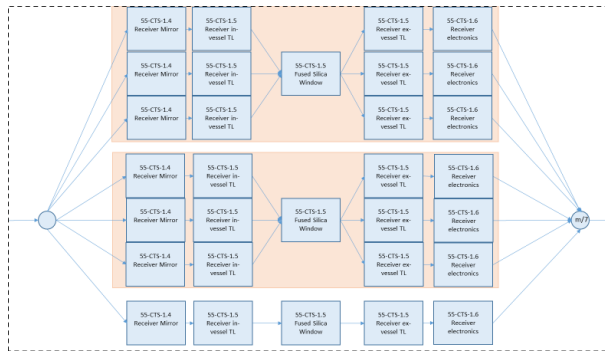 55-CTS-1.4
Receiver Mirror
55-CTS-1.5
Receiver in-
vessel TL
55-CTS-1.5
Receiver ex-
vessel TL
55-CTS-1.6
Receiver
electronics
55-CTS-1.4
Receiver Mirror
55-CTS-1.5
Receiver in-
vessel TL
55-CTS-1.5
Fused Silica
Window
55-CTS-1.5
Receiver ex-
vessel TL
55-CTS-1.6
Receiver
electronics
55-CTS-1.4
Receiver Mirror
55-CTS-1.5
Receiver in-
vessel TL
55-CTS-1.5
Receiver ex-
vessel TL
55-CTS-1.6
Receiver
electronics
55-CTS-1.4
Receiver Mirror
55-CTS-1.5
Receiver in-
vessel TL
55-CTS-1.5
Receiver ex-
vessel TL
55-CTS-1.6
Receiver
electronics
55-CTS-1.4
Receiver Mirror
55-CTS-1.5
Receiver in-
vessel TL
55-CTS-1.5
Fused Silica
Window
55-CTS-1.5
Receiver ex-
vessel TL
55-CTS-1.6
Receiver
electronics
m/7
55-CTS-1.4
Receiver Mirror
55-CTS-1.5
Receiver in-
vessel TL
55-CTS-1.5
Receiver ex-
vessel TL
55-CTS-1.6
Receiver
electronics
55-CTS-1.4
Receiver Mirror
55-CTS-1.5
Receiver in-
vessel TL
55-CTS-1.5
Fused Silica
Window
55-CTS-1.5
Receiver ex-
vessel TL
55-CTS-1.6
Receiver
electronics